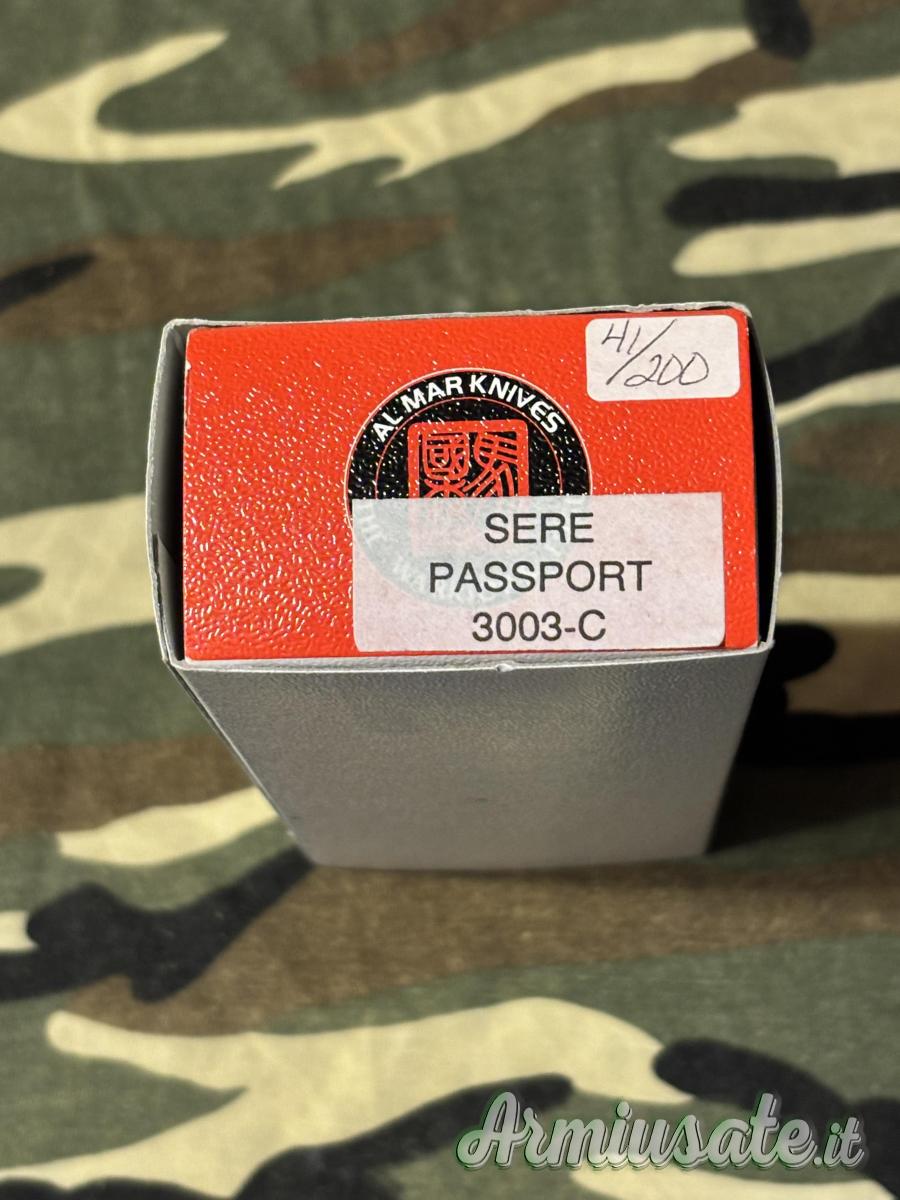 41/200
AL MAR KNIVES
SERE
PASSPORT
3003-C
Armiusate.it